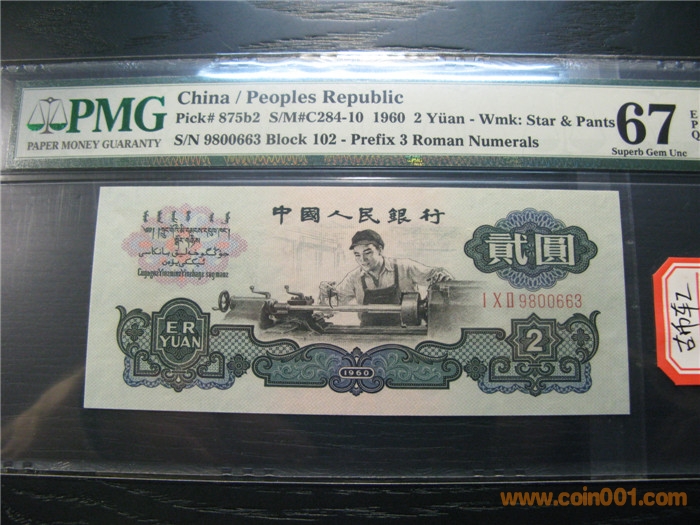 PMG
PAPER MONEY GUARANTY
China / Peoples Republic
Pick# 875b2 S/M#C284-10 1960 2 Yüan - Wmk: Star & Pants
S/N 9800663 Block 102 - Prefix 3 Roman Numerals
67
E
P
Q
Superb Gem Unc
中國人民銀行
貳圓
I X II 9800663
ER
YUAN
1960
2
www.coin001.com